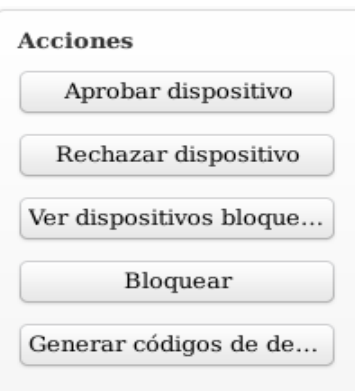 Acciones
Aprobar dispositivo
Rechazar dispositivo
Ver dispositivos bloque...
Bloquear
Generar códigos de de...